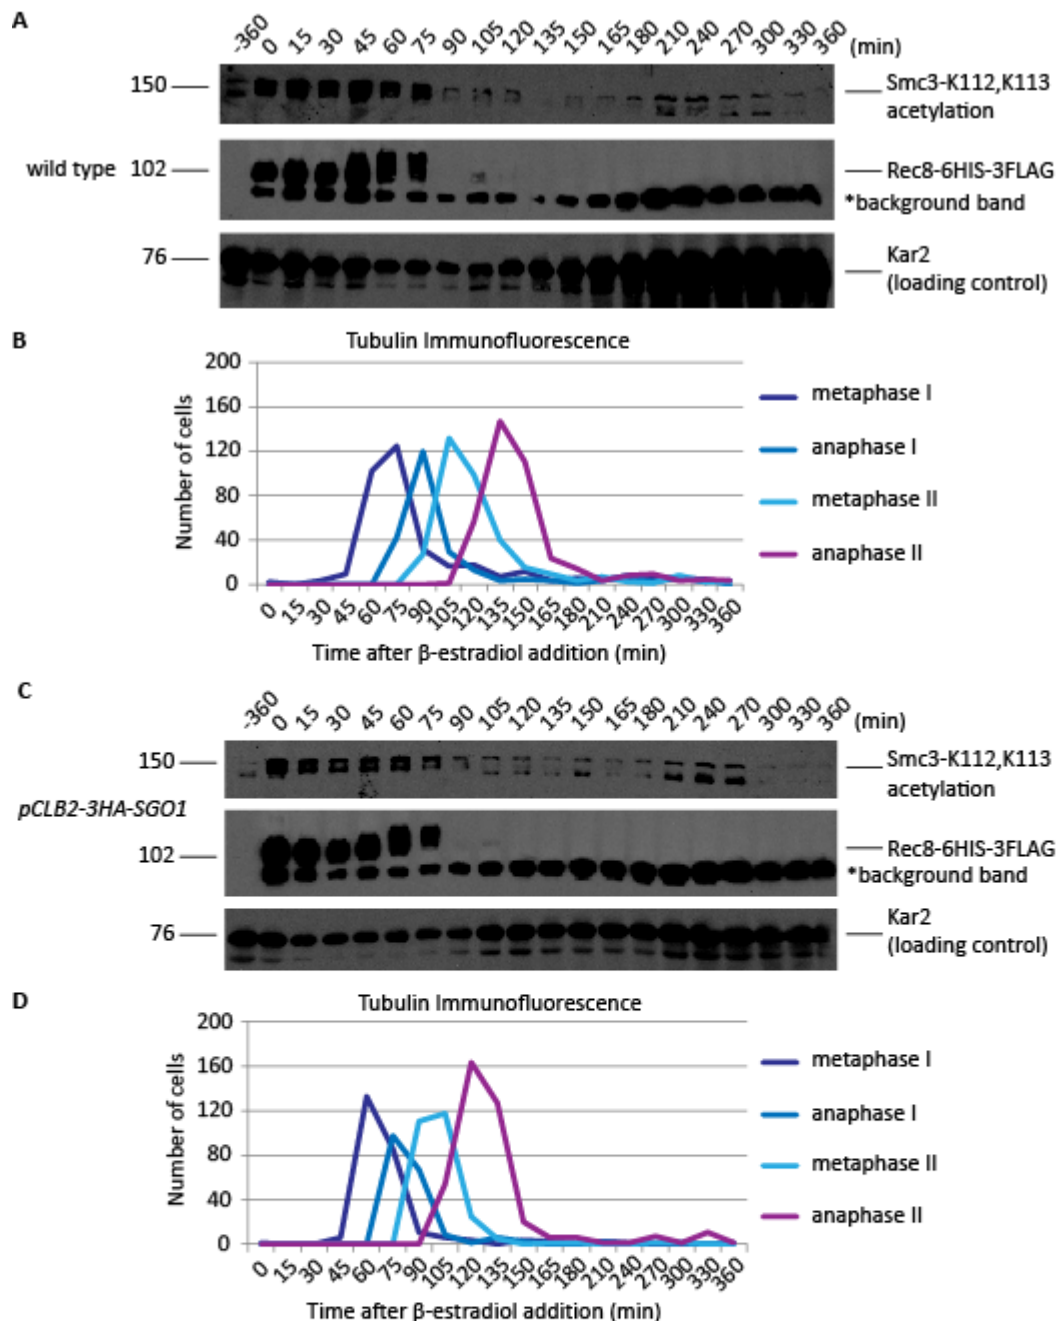 A
-360 0 15 30 45 60 75 90 105 120 135 150 165 180 210 240 270 300 330 360 (min)
150
Smc3-K112,K113
acetylation
wild type 102
Rec8-6HIS-3FLAG
*background band
76
Kar2
(loading control)
B
Tubulin Immunofluorescence
200
160
120
80
40
0
Number of cells
metaphase I
anaphase I
metaphase II
anaphase II
0 15 30 45 60 75 90 105 120 135 150 165 180 210 240 270 300 330 360
Time after β-estradiol addition (min)
C
-360 0 15 30 45 60 75 90 105 120 135 150 165 180 210 240 270 300 330 360 (min)
150
Smc3-K112,K113
acetylation
pCLB2-3HA-SGO1
102
Rec8-6HIS-3FLAG
*background band
76
Kar2
(loading control)
D
Tubulin Immunofluorescence
200
160
120
80
40
0
Number of cells
metaphase I
anaphase I
metaphase II
anaphase II
0 15 30 45 60 75 90 105 120 135 150 165 180 210 240 270 300 330 360
Time after β-estradiol addition (min)